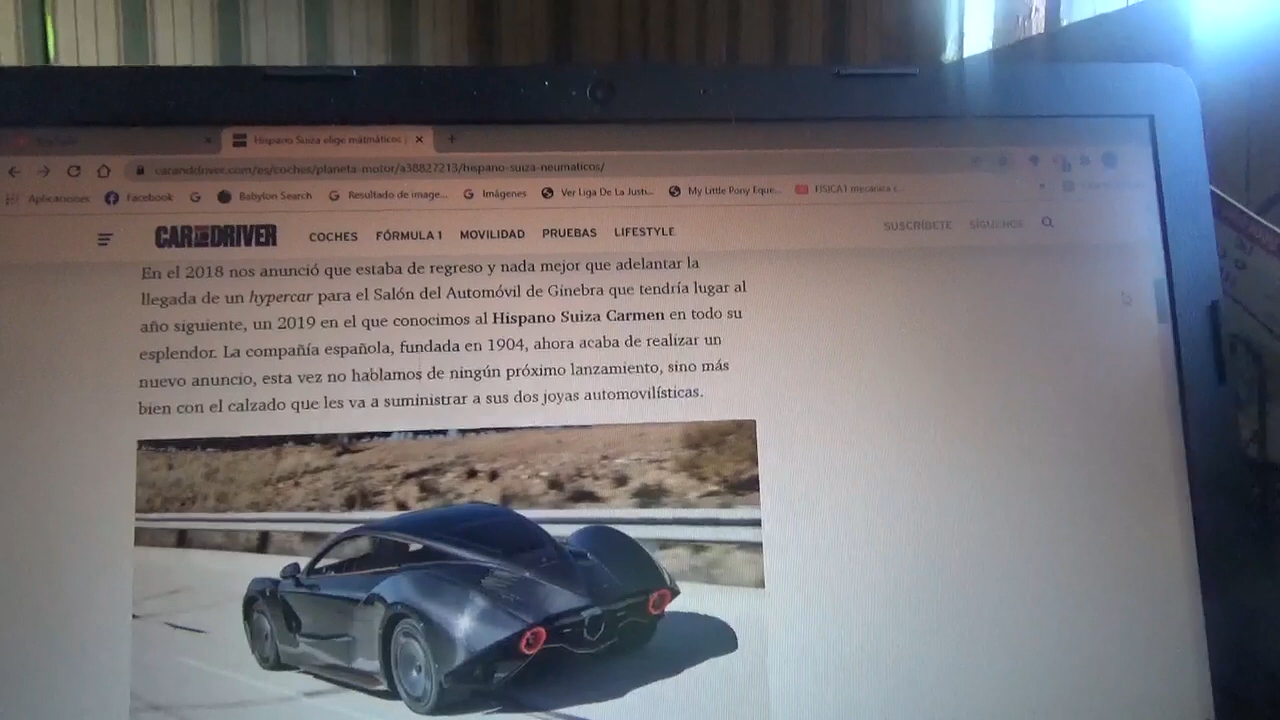 Hispano Suiza elige
caranddriver.com/es/coches/planeta-motor/a38827213/hispano-suiza-neumaticos/
Aplicaciones Facebook Babylon Search Resultado de image... Imágenes Ver Liga De La Justi... My Little Pony Eque... FISICA1 mecánica c...
CAR AND DRIVER COCHES FÓRMULA 1 MOVILIDAD PRUEBAS LIFESTYLE SUSCRÍBETE SÍGUENOS
En el 2018 nos anunció que estaba de regreso y nada mejor que adelantar la
llegada de un hypercar para el Salón del Automóvil de Ginebra que tendría lugar al
año siguiente, un 2019 en el que conocimos al Hispano Suiza Carmen en todo su
esplendor. La compañía española, fundada en 1904, ahora acaba de realizar un
nuevo anuncio, esta vez no hablamos de ningún próximo lanzamiento, sino más
bien con el calzado que les va a suministrar a sus dos joyas automovilísticas.